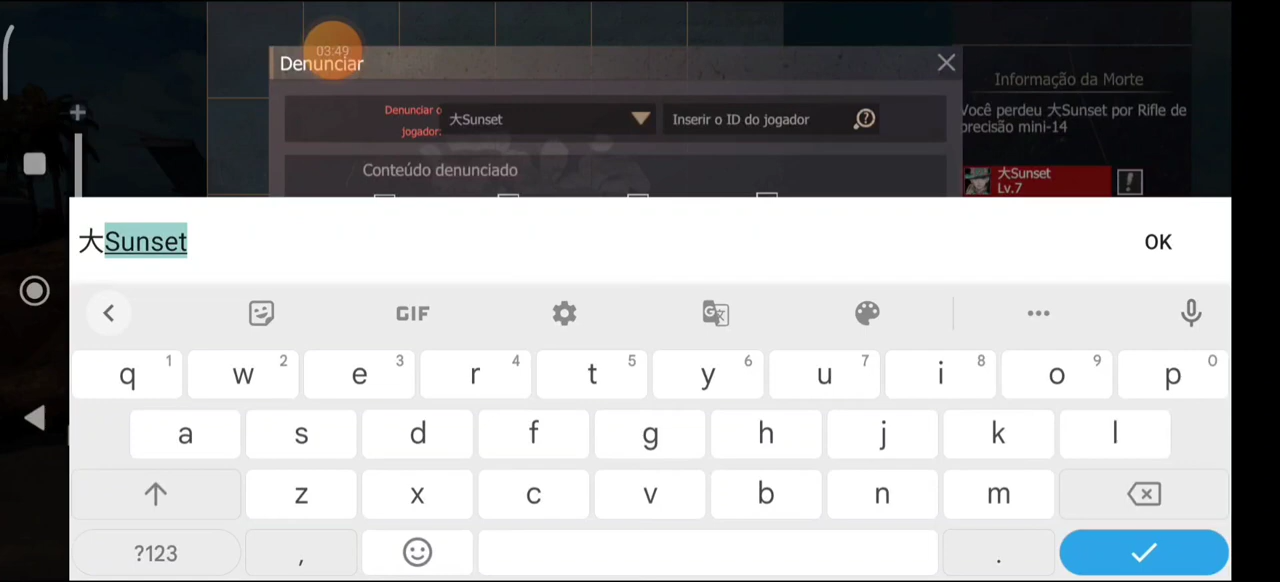 03:49
Denunciar
Informação da Morte
Denunciar o
jogador:
大Sunset
Inserir o ID do jogador
Você perdeu 大Sunset por Rifle de
precisão mini-14
Conteúdo denunciado
大Sunset
Lv.7
大Sunset
OK
GIF
q 1 w 2 e 3 r 4 t 5 y 6 u 7 i 8 o 9 p 0
a s d f g h j k l
z x c v b n m
?123 , .